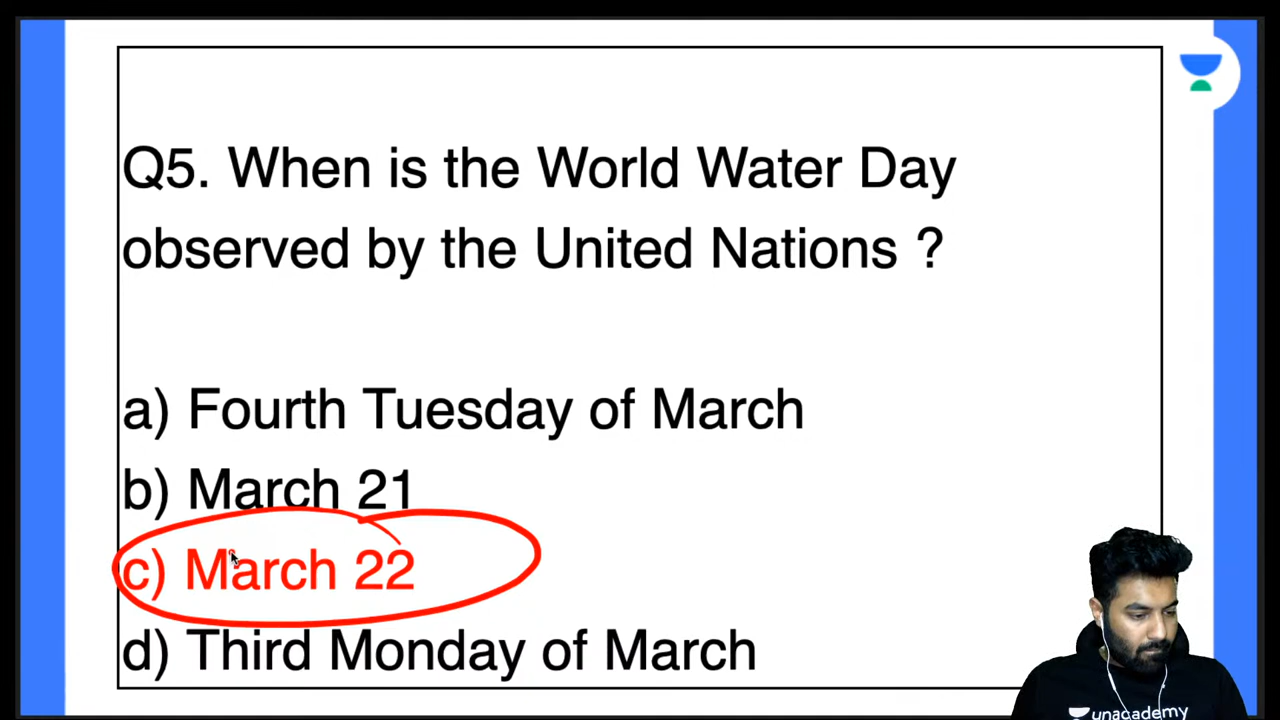 Q5. When is the World Water Day
observed by the United Nations ?
a) Fourth Tuesday of March
b) March 21
c) March 22
d) Third Monday of March
unacademy